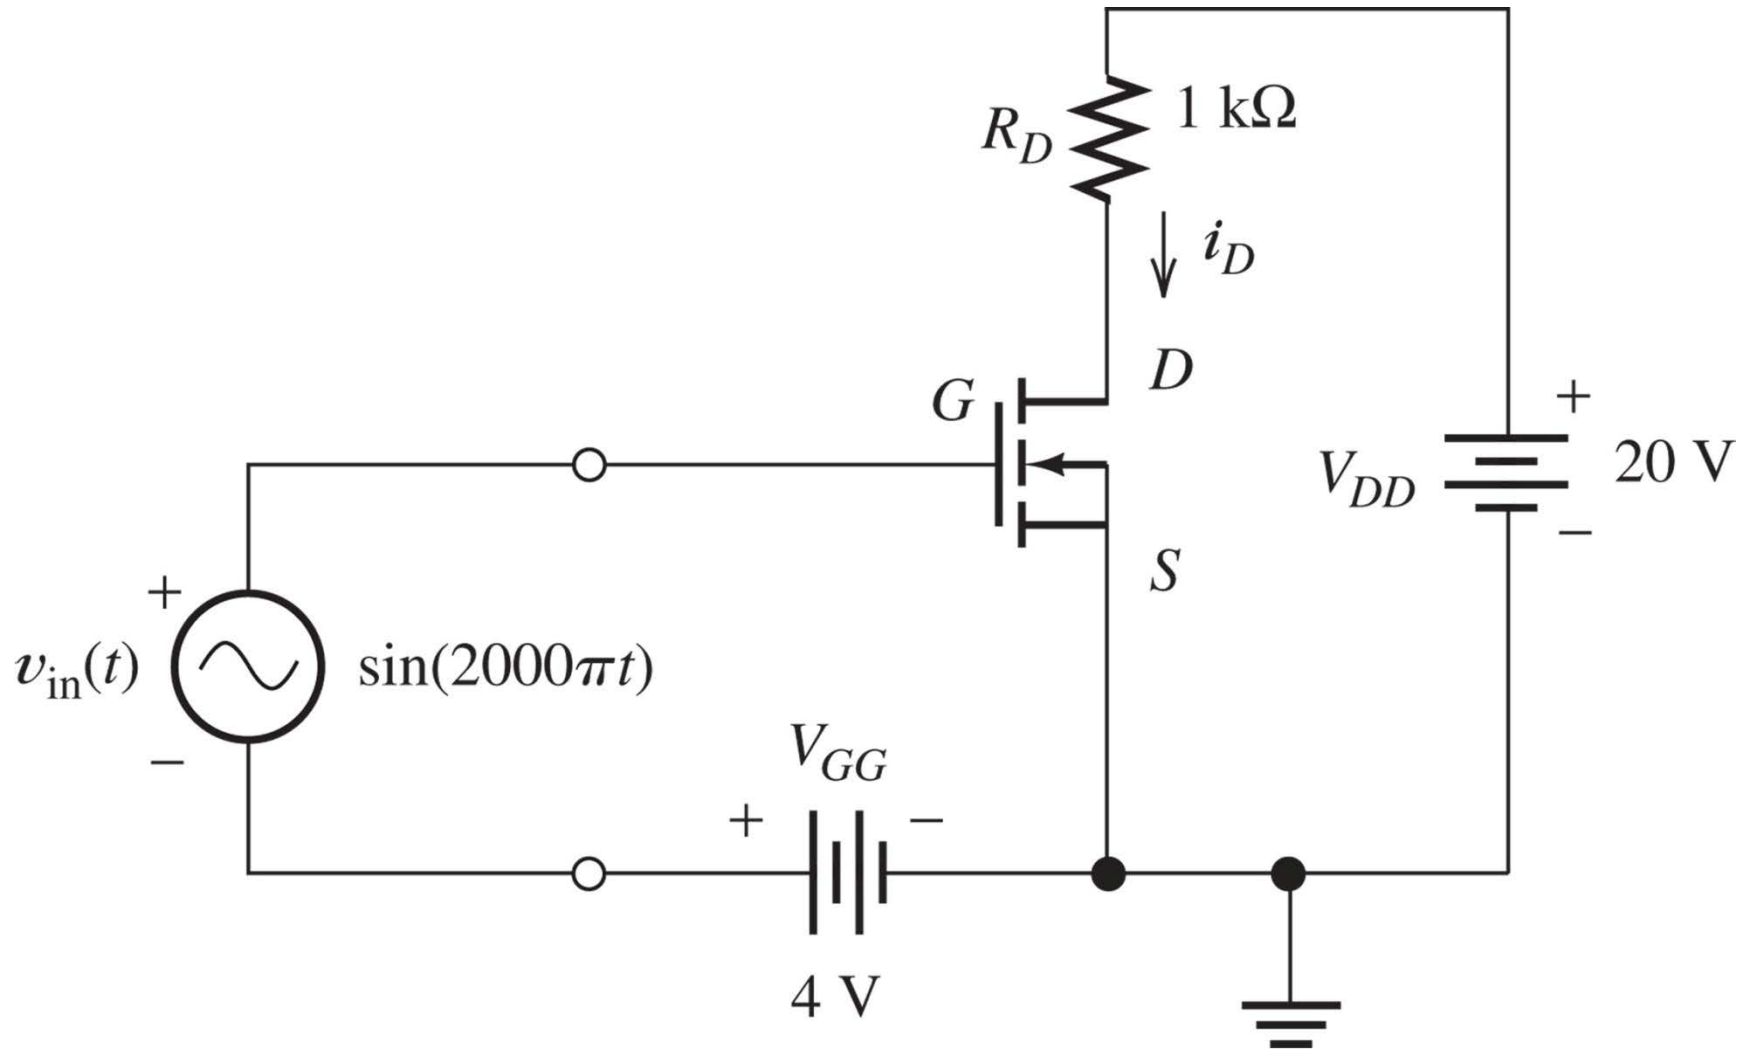 R_D
1 kΩ
i_D
D
G
+
V_DD
20 V
−
S
+
v_in(t)
sin(2000πt)
−
V_GG
+
−
4 V